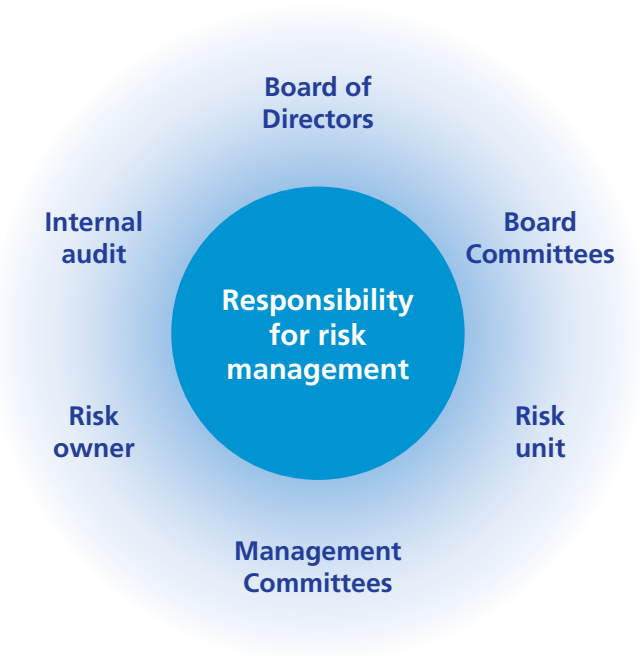 Board of
Directors
Internal
audit
Board
Committees
Responsibility
for risk
management
Risk
owner
Risk
unit
Management
Committees